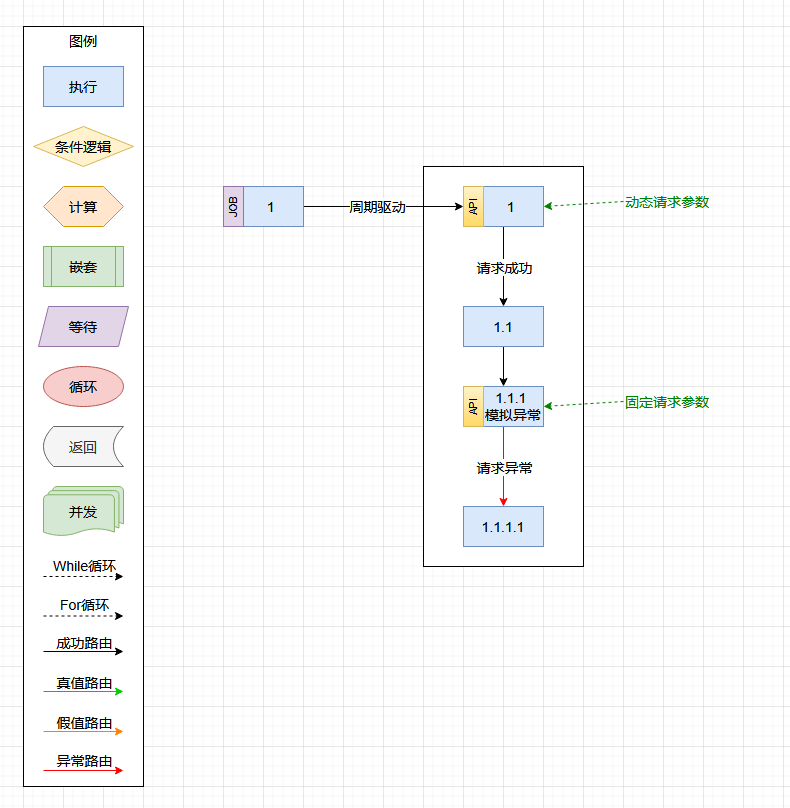 图例
执行
条件逻辑
计算
嵌套
等待
循环
返回
并发
While循环
For循环
成功路由
真值路由
假值路由
异常路由
JOB
1
周期驱动
API
1
动态请求参数
请求成功
1.1
API
1.1.1
模拟异常
固定请求参数
请求异常
1.1.1.1